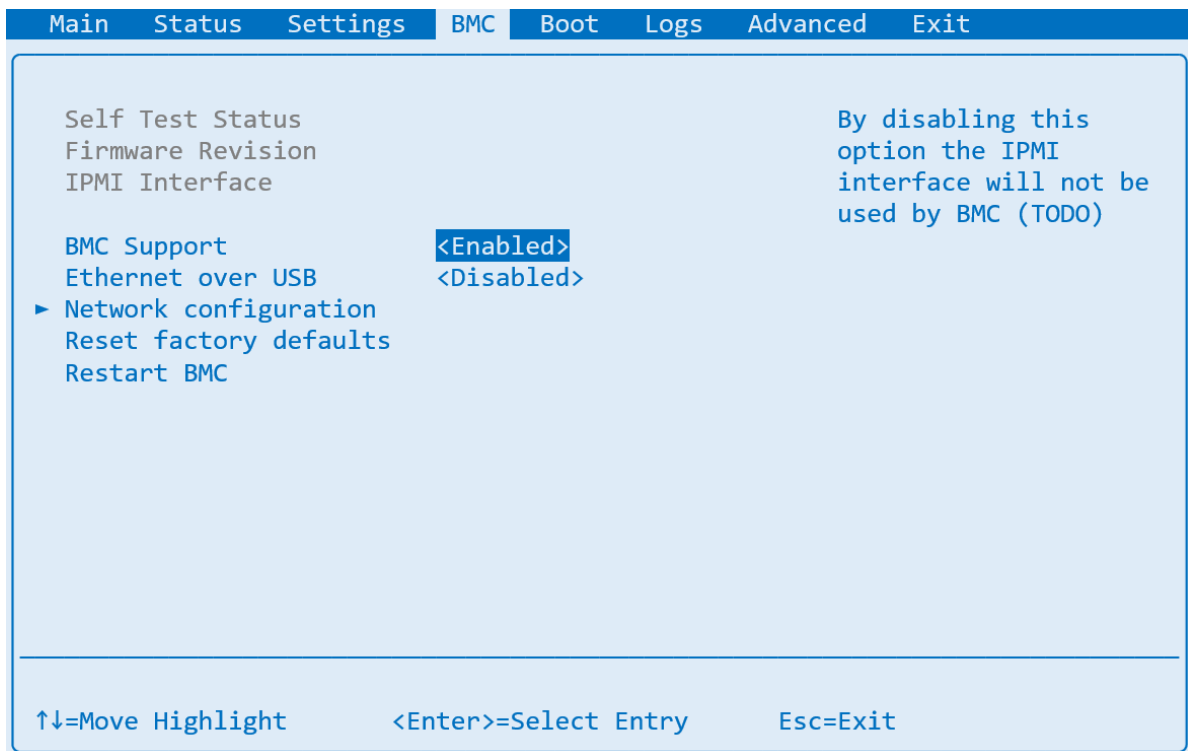 Main Status Settings BMC Boot Logs Advanced Exit
Self Test Status
Firmware Revision
IPMI Interface
BMC Support <Enabled>
Ethernet over USB <Disabled>
► Network configuration
Reset factory defaults
Restart BMC
By disabling this
option the IPMI
interface will not be
used by BMC (TODO)
↑↓=Move Highlight <Enter>=Select Entry Esc=Exit